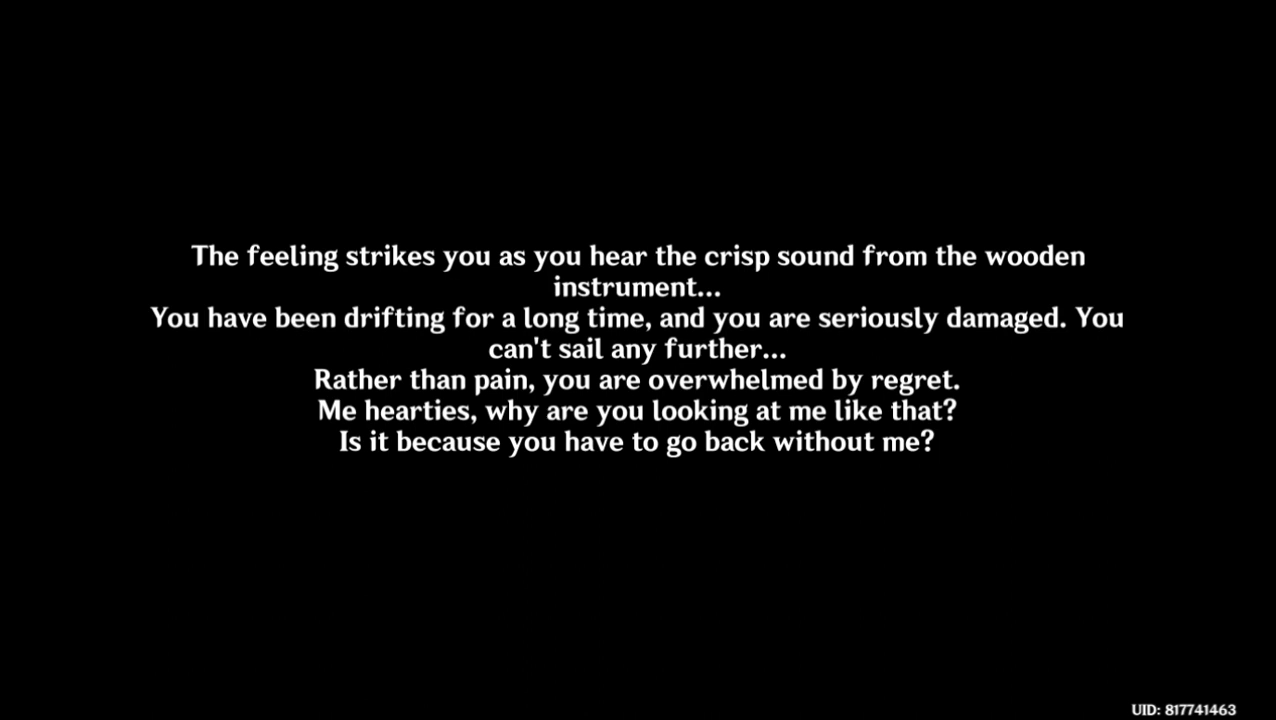 The feeling strikes you as you hear the crisp sound from the wooden
instrument...
You have been drifting for a long time, and you are seriously damaged. You
can't sail any further...
Rather than pain, you are overwhelmed by regret.
Me hearties, why are you looking at me like that?
Is it because you have to go back without me?
UID: 817741463